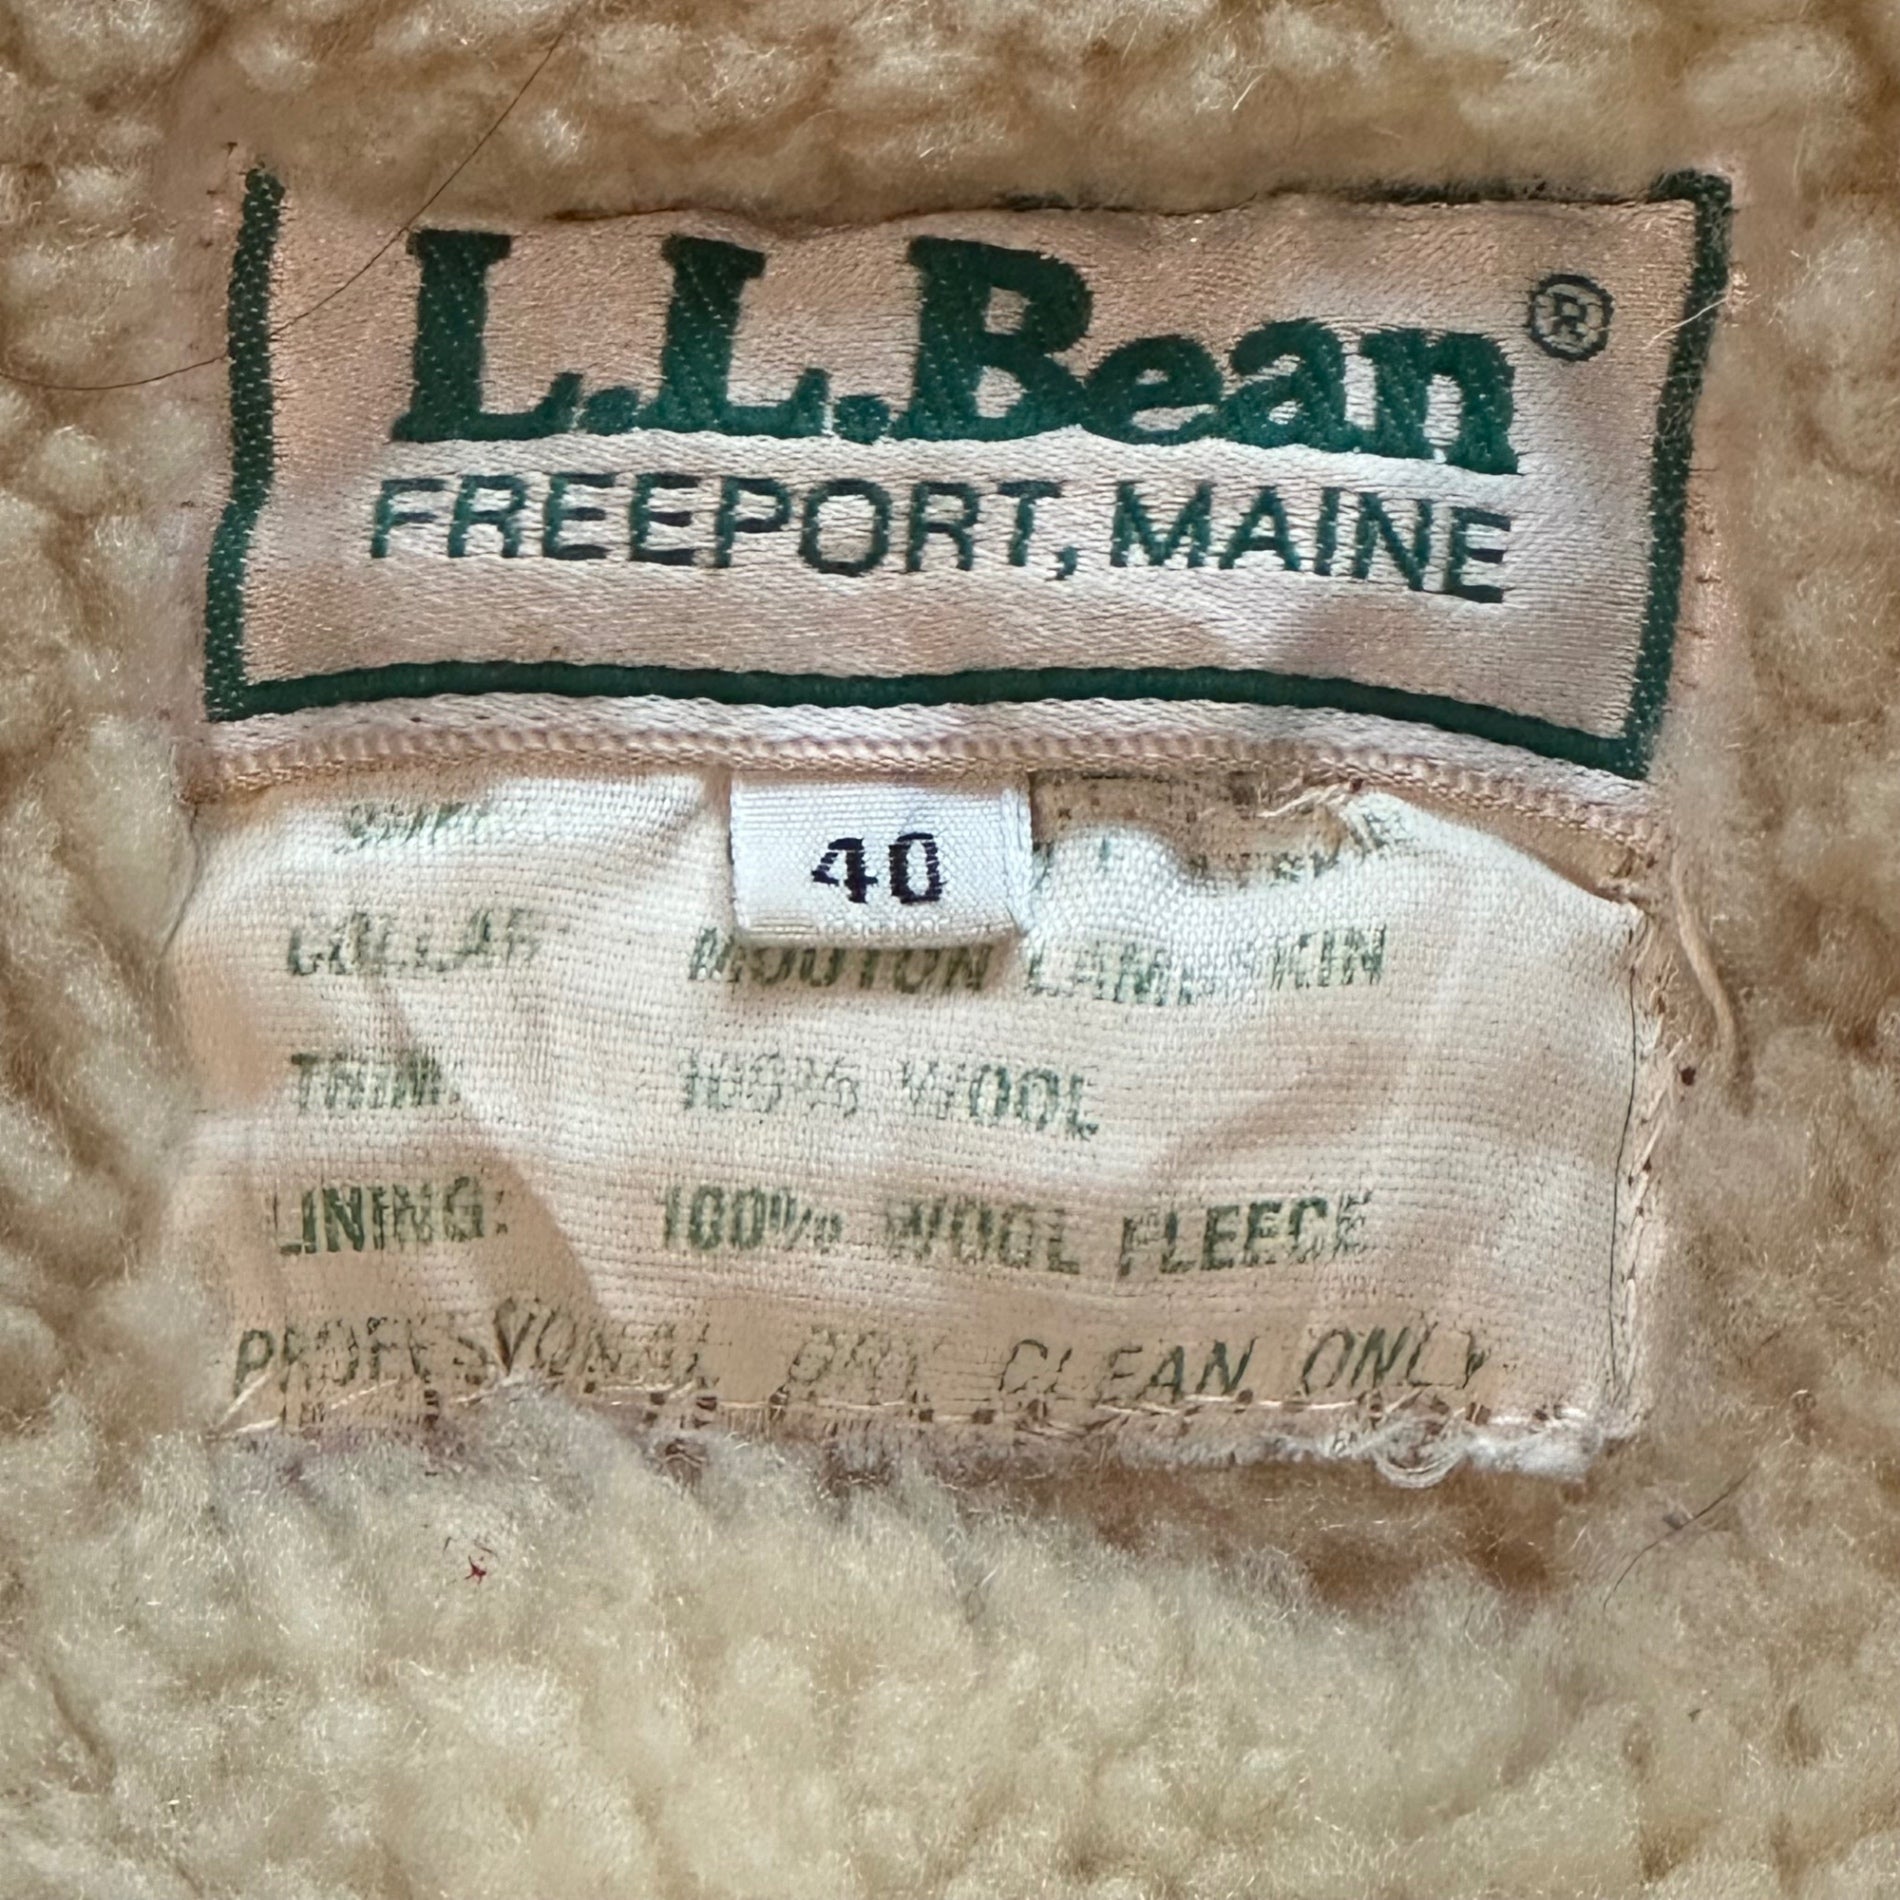 L.L.Bean®
FREEPORT, MAINE
40
COLLAR MOUTON LAMBSKIN
TRIM: 100% WOOL
LINING: 100% WOOL FLEECE
PROFESSIONAL DRY CLEAN ONLY